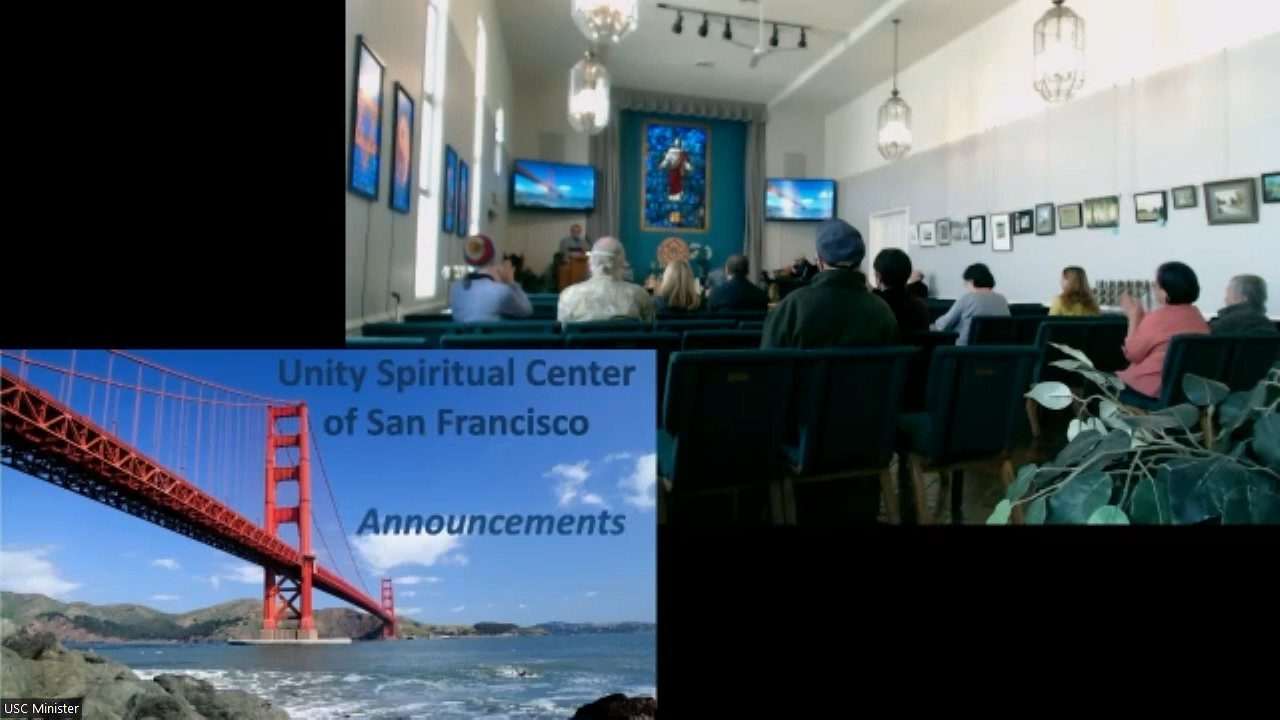 Unity Spiritual Center
of San Francisco
Announcements
USC Minister